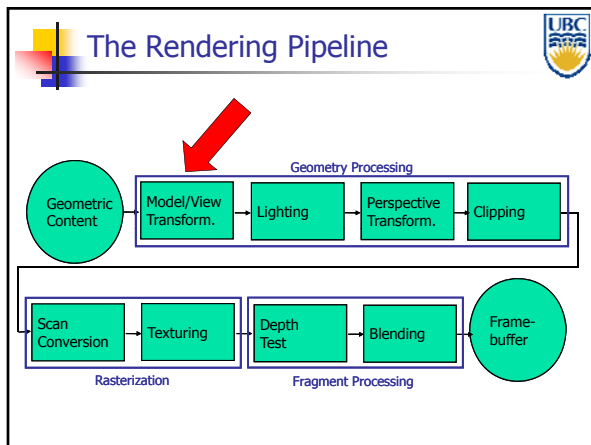 The Rendering Pipeline
UBC
Geometry Processing
Geometric
Content
Model/View
Transform.
Lighting
Perspective
Transform.
Clipping
Scan
Conversion
Texturing
Depth
Test
Blending
Frame-
buffer
Rasterization
Fragment Processing